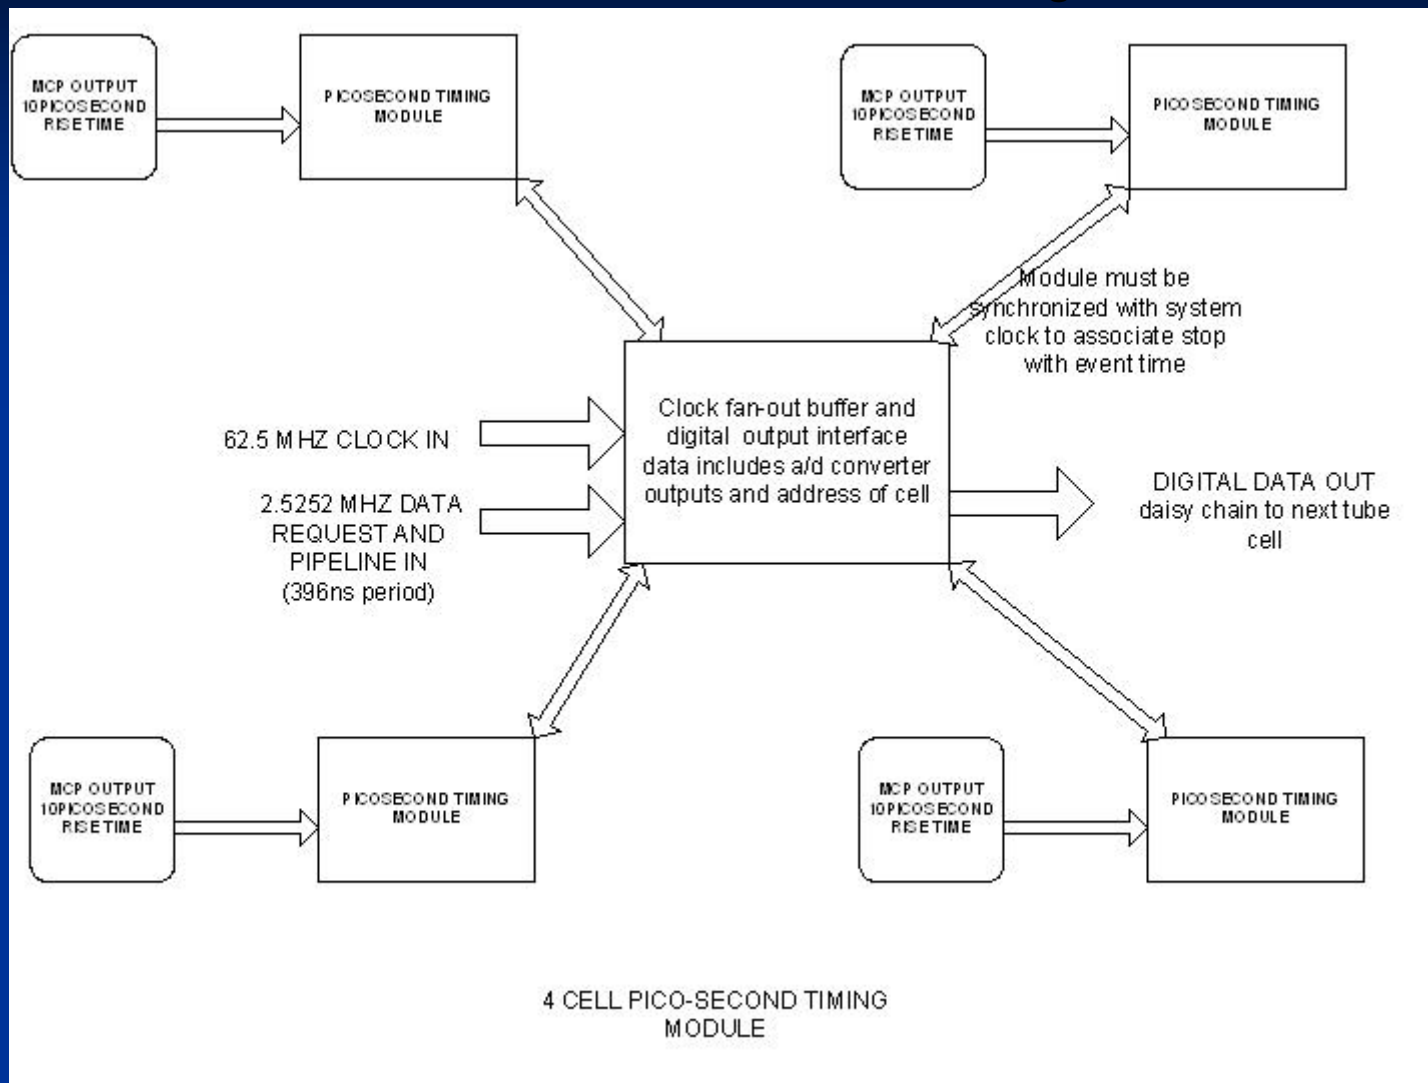 MCP OUTPUT
10PICOSECOND
RISETIME
PICOSECOND TIMING
MODULE
MCP OUTPUT
10PICOSECOND
RISETIME
PICOSECOND TIMING
MODULE
Module must be
synchronized with system
clock to associate stop
with event time
62.5 MHZ CLOCK IN
2.5252 MHZ DATA
REQUEST AND
PIPELINE IN
(396ns period)
Clock fan-out buffer and
digital output interface
data includes a/d converter
outputs and address of cell
DIGITAL DATA OUT
daisy chain to next tube
cell
MCP OUTPUT
10PICOSECOND
RISETIME
PICOSECOND TIMING
MODULE
MCP OUTPUT
10PICOSECOND
RISETIME
PICOSECOND TIMING
MODULE
4 CELL PICO-SECOND TIMING
MODULE